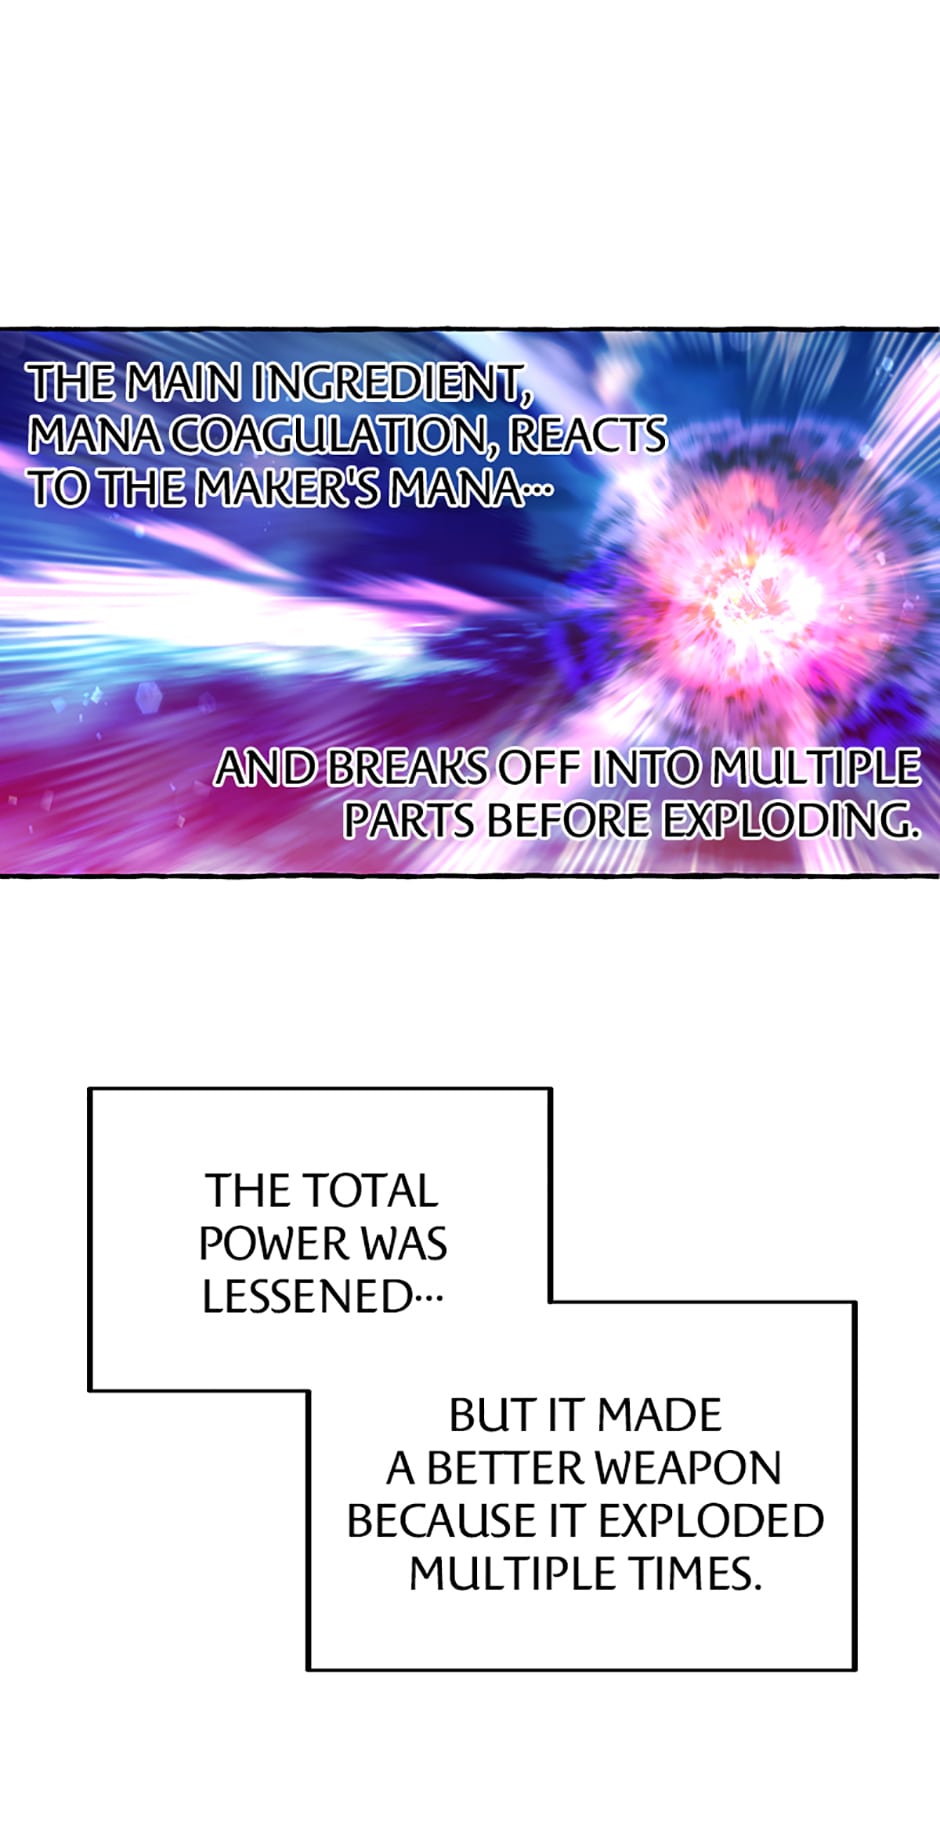 THE MAIN INGREDIENT,
MANA COAGULATION, REACTS
TO THE MAKER'S MANA···
AND BREAKS OFF INTO MULTIPLE
PARTS BEFORE EXPLODING.
THE TOTAL
POWER WAS
LESSENED···
BUT IT MADE
A BETTER WEAPON
BECAUSE IT EXPLODED
MULTIPLE TIMES.